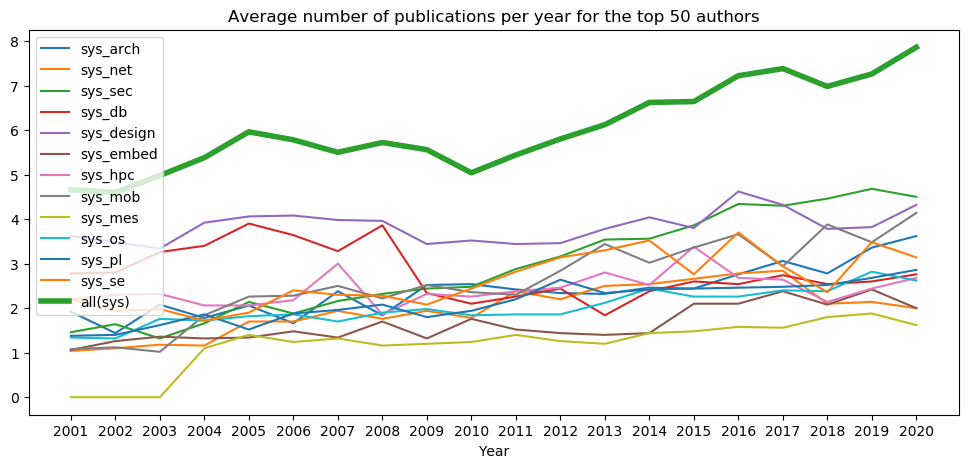 Average number of publications per year for the top 50 authors
8
7
6
5
4
3
2
1
0
sys_arch
sys_net
sys_sec
sys_db
sys_design
sys_embed
sys_hpc
sys_mob
sys_mes
sys_os
sys_pl
sys_se
all(sys)
2001 2002 2003 2004 2005 2006 2007 2008 2009 2010 2011 2012 2013 2014 2015 2016 2017 2018 2019 2020
Year